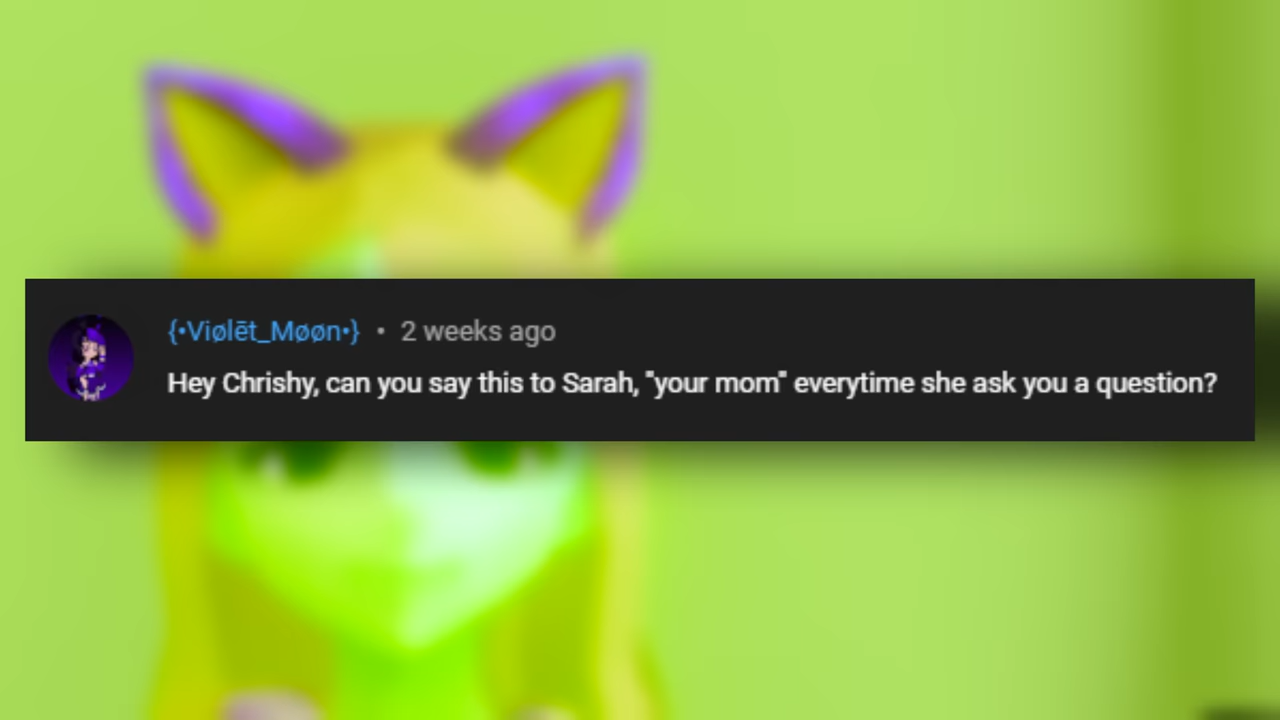 {•Viølēt_Møøn•} • 2 weeks ago
Hey Chrishy, can you say this to Sarah, "your mom" everytime she ask you a question?